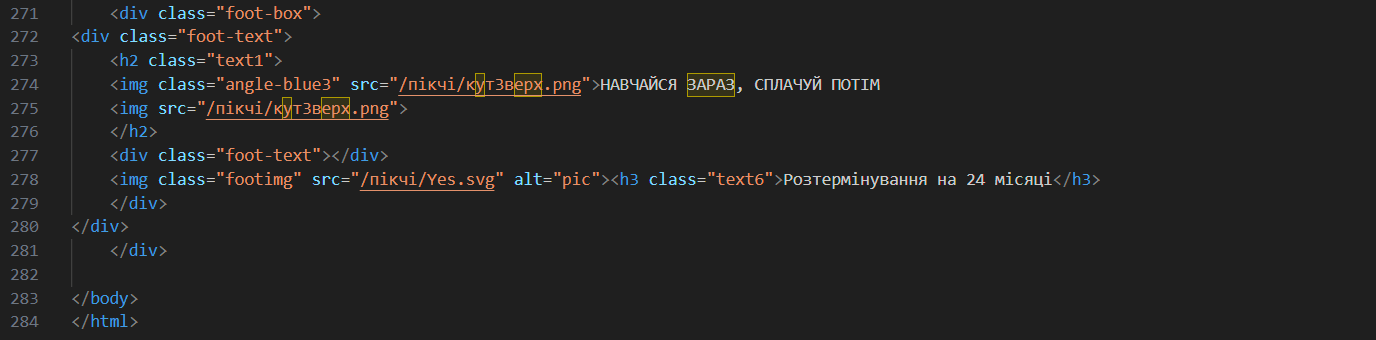 271 <div class="foot-box">
272 <div class="foot-text">
273 <h2 class="text1">
274 <img class="angle-blue3" src="/пікчі/кут3верх.png">НАВЧАЙСЯ ЗАРАЗ, СПЛАЧУЙ ПОТІМ
275 <img src="/пікчі/кут3верх.png">
276 </h2>
277 <div class="foot-text"></div>
278 <img class="footimg" src="/пікчі/Yes.svg" alt="pic"><h3 class="text6">Розтермінування на 24 місяці</h3>
279 </div>
280 </div>
281 </div>
282
283 </body>
284 </html>